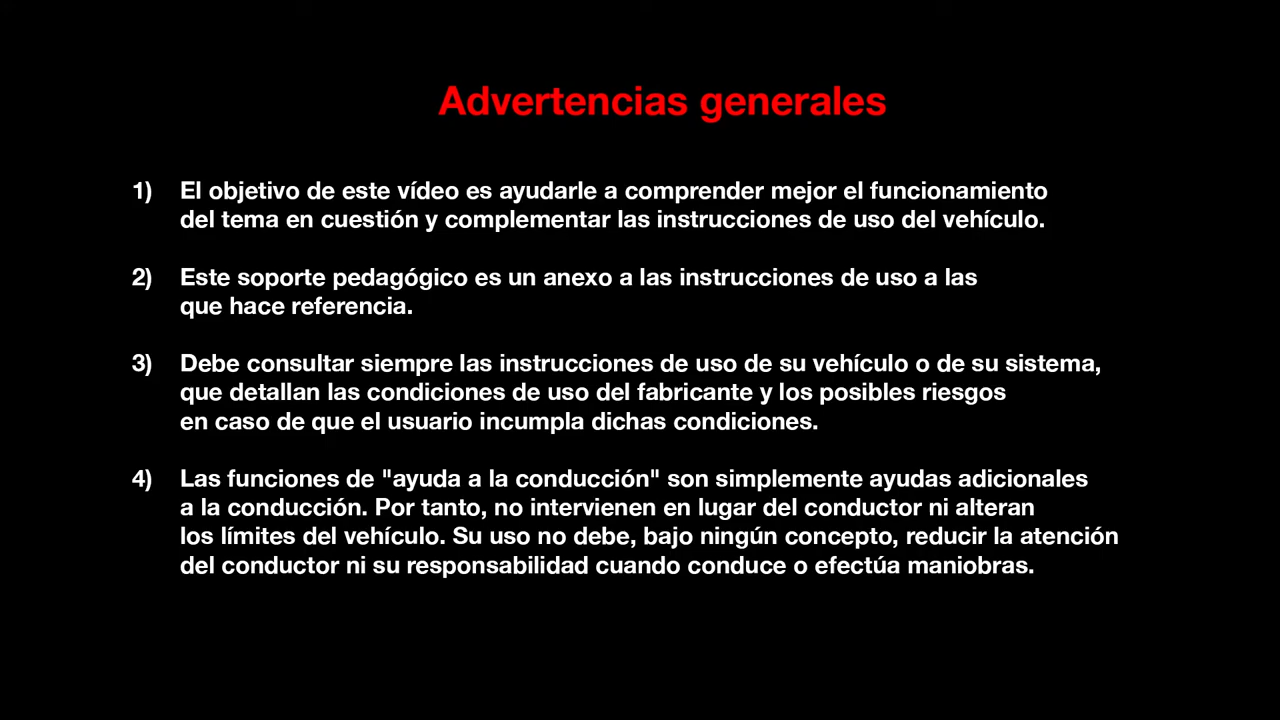 Advertencias generales
1) El objetivo de este vídeo es ayudarle a comprender mejor el funcionamiento
del tema en cuestión y complementar las instrucciones de uso del vehículo.
2) Este soporte pedagógico es un anexo a las instrucciones de uso a las
que hace referencia.
3) Debe consultar siempre las instrucciones de uso de su vehículo o de su sistema,
que detallan las condiciones de uso del fabricante y los posibles riesgos
en caso de que el usuario incumpla dichas condiciones.
4) Las funciones de "ayuda a la conducción" son simplemente ayudas adicionales
a la conducción. Por tanto, no intervienen en lugar del conductor ni alteran
los límites del vehículo. Su uso no debe, bajo ningún concepto, reducir la atención
del conductor ni su responsabilidad cuando conduce o efectúa maniobras.